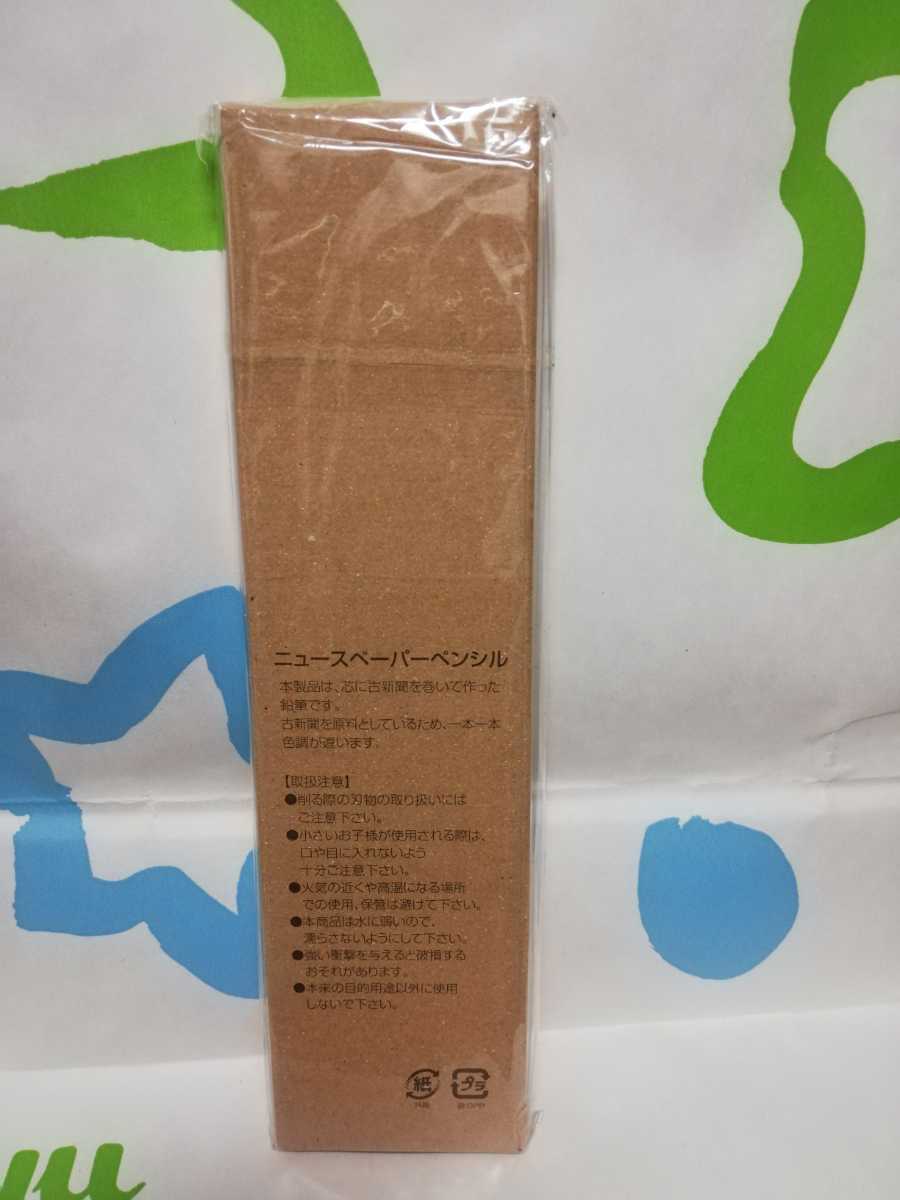 ニュースペーパーペンシル
本製品は、芯に古新聞を巻いて作った
鉛筆です。
古新聞を原料としているため、一本一本
色調が違います。
【取扱注意】
●削る際の刃物の取り扱いには
ご注意下さい。
●小さいお子様が使用される際は、
口や目に入れないよう
十分ご注意下さい。
●火気の近くや高温になる場所
での使用、保管は避けて下さい。
●本商品は水に弱いので、
濡らさないようにして下さい。
●強い衝撃を与えると破損する
おそれがあります。
●本来の目的用途以外に使用
しないで下さい。
紙 プラ